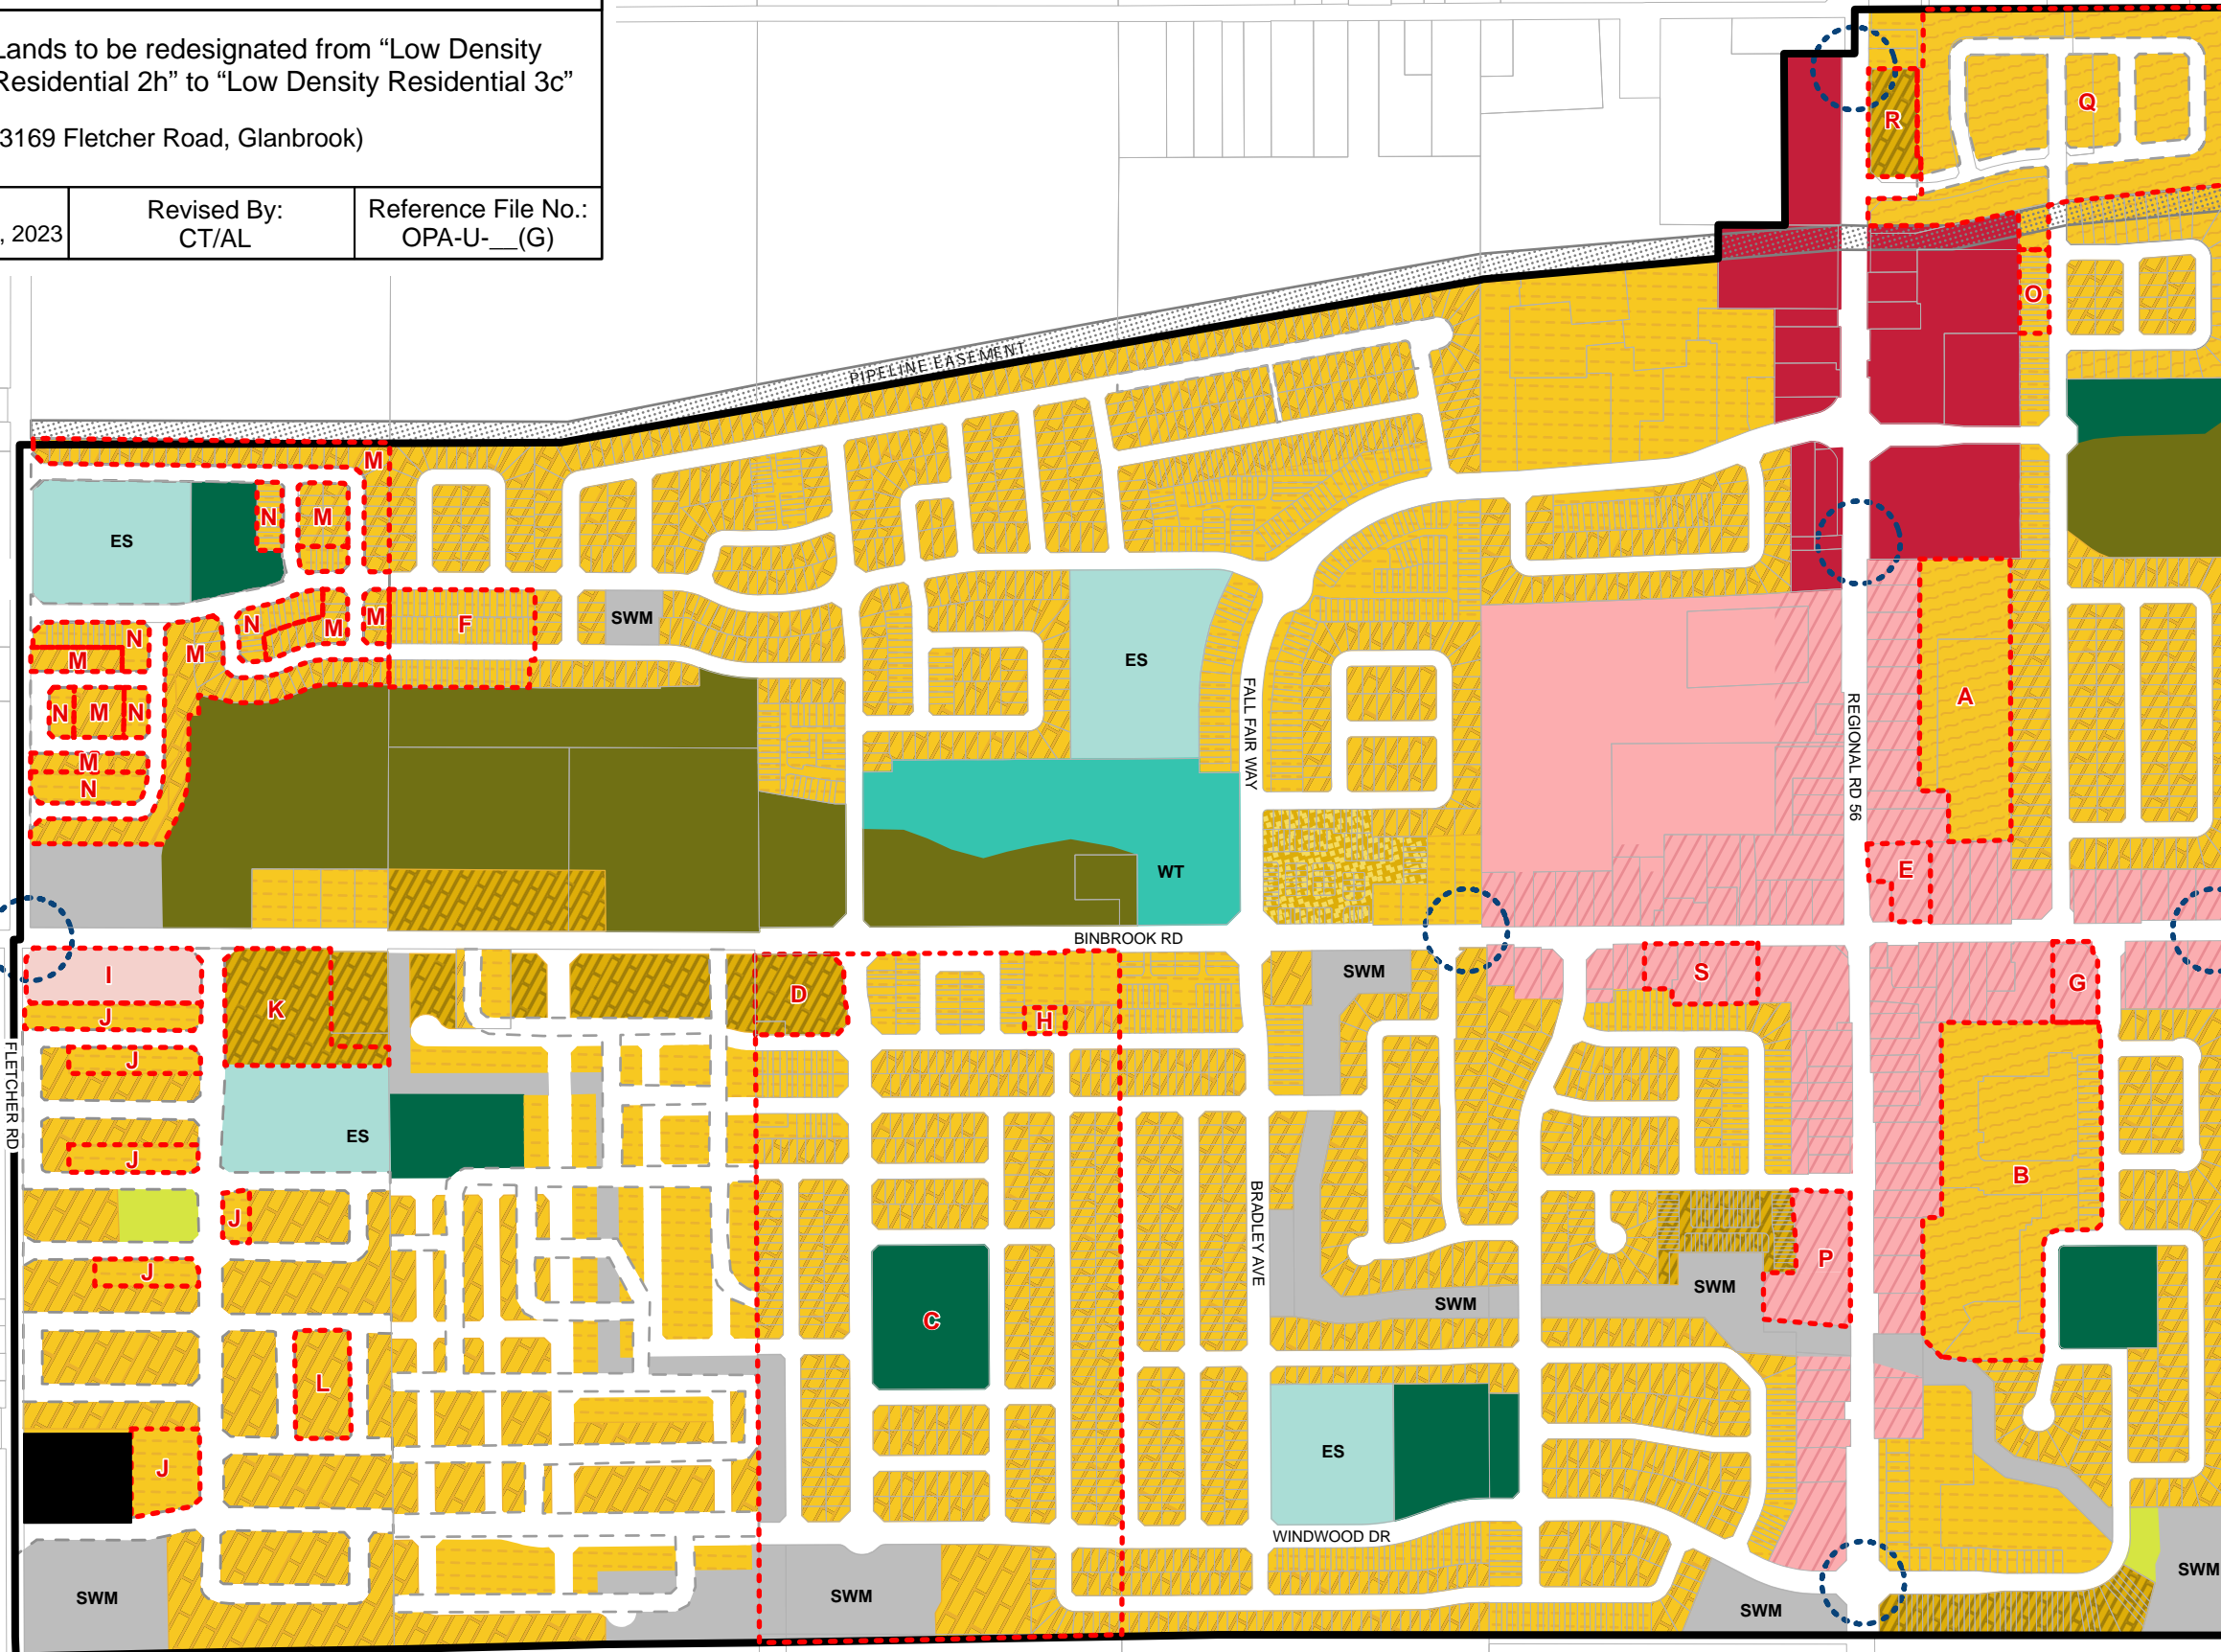 Lands to be redesignated from “Low Density
Residential 2h” to “Low Density Residential 3c”
3169 Fletcher Road, Glanbrook)
, 2023
Revised By:
CT/AL
Reference File No.:
OPA-U-__(G)
R
Q
O
PIPELINE EASEMENT
M
N
M
ES
N
M
M
F
SWM
N
M
M
ES
N
M
N
M
N
FALL FAIR WAY
REGIONAL RD 56
A
WT
E
BINBROOK RD
I
J
K
D
H
SWM
S
G
FLETCHER RD
J
J
ES
J
J
BRADLEY AVE
B
P
SWM
SWM
C
L
J
ES
WINDWOOD DR
SWM
SWM
SWM
SWM